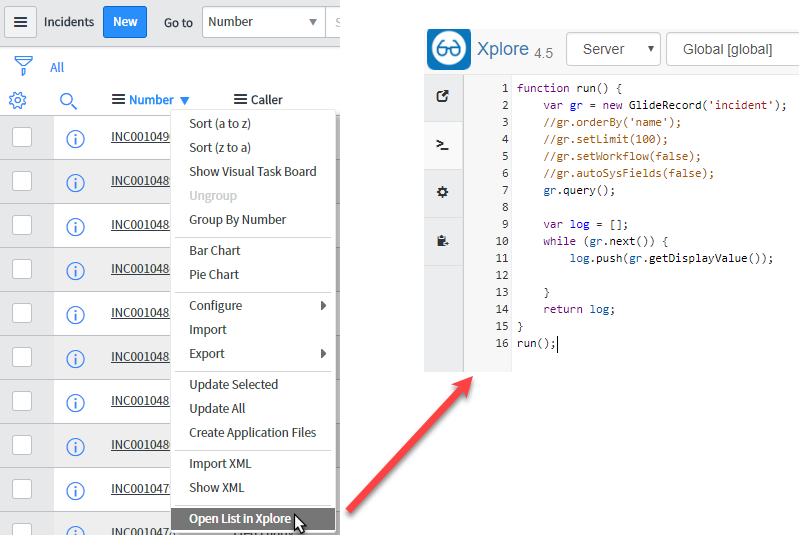 Incidents New Go to Number
All
Number Caller
INC001049
INC001048
INC001048
INC001048
INC001048
INC001048
INC001048
INC001048
INC001047
Sort (a to z)
Sort (z to a)
Show Visual Task Board
Ungroup
Group By Number
Bar Chart
Pie Chart
Configure
Import
Export
Update Selected
Update All
Create Application Files
Import XML
Show XML
Open List in Xplore
Xplore 4.5 Server Global [global]
1 function run() {
2 var gr = new GlideRecord('incident');
3 //gr.orderBy('name');
4 //gr.setLimit(100);
5 //gr.setWorkflow(false);
6 //gr.autoSysFields(false);
7 gr.query();
8
9 var log = [];
10 while (gr.next()) {
11 log.push(gr.getDisplayValue());
12
13 }
14 return log;
15 }
16 run();